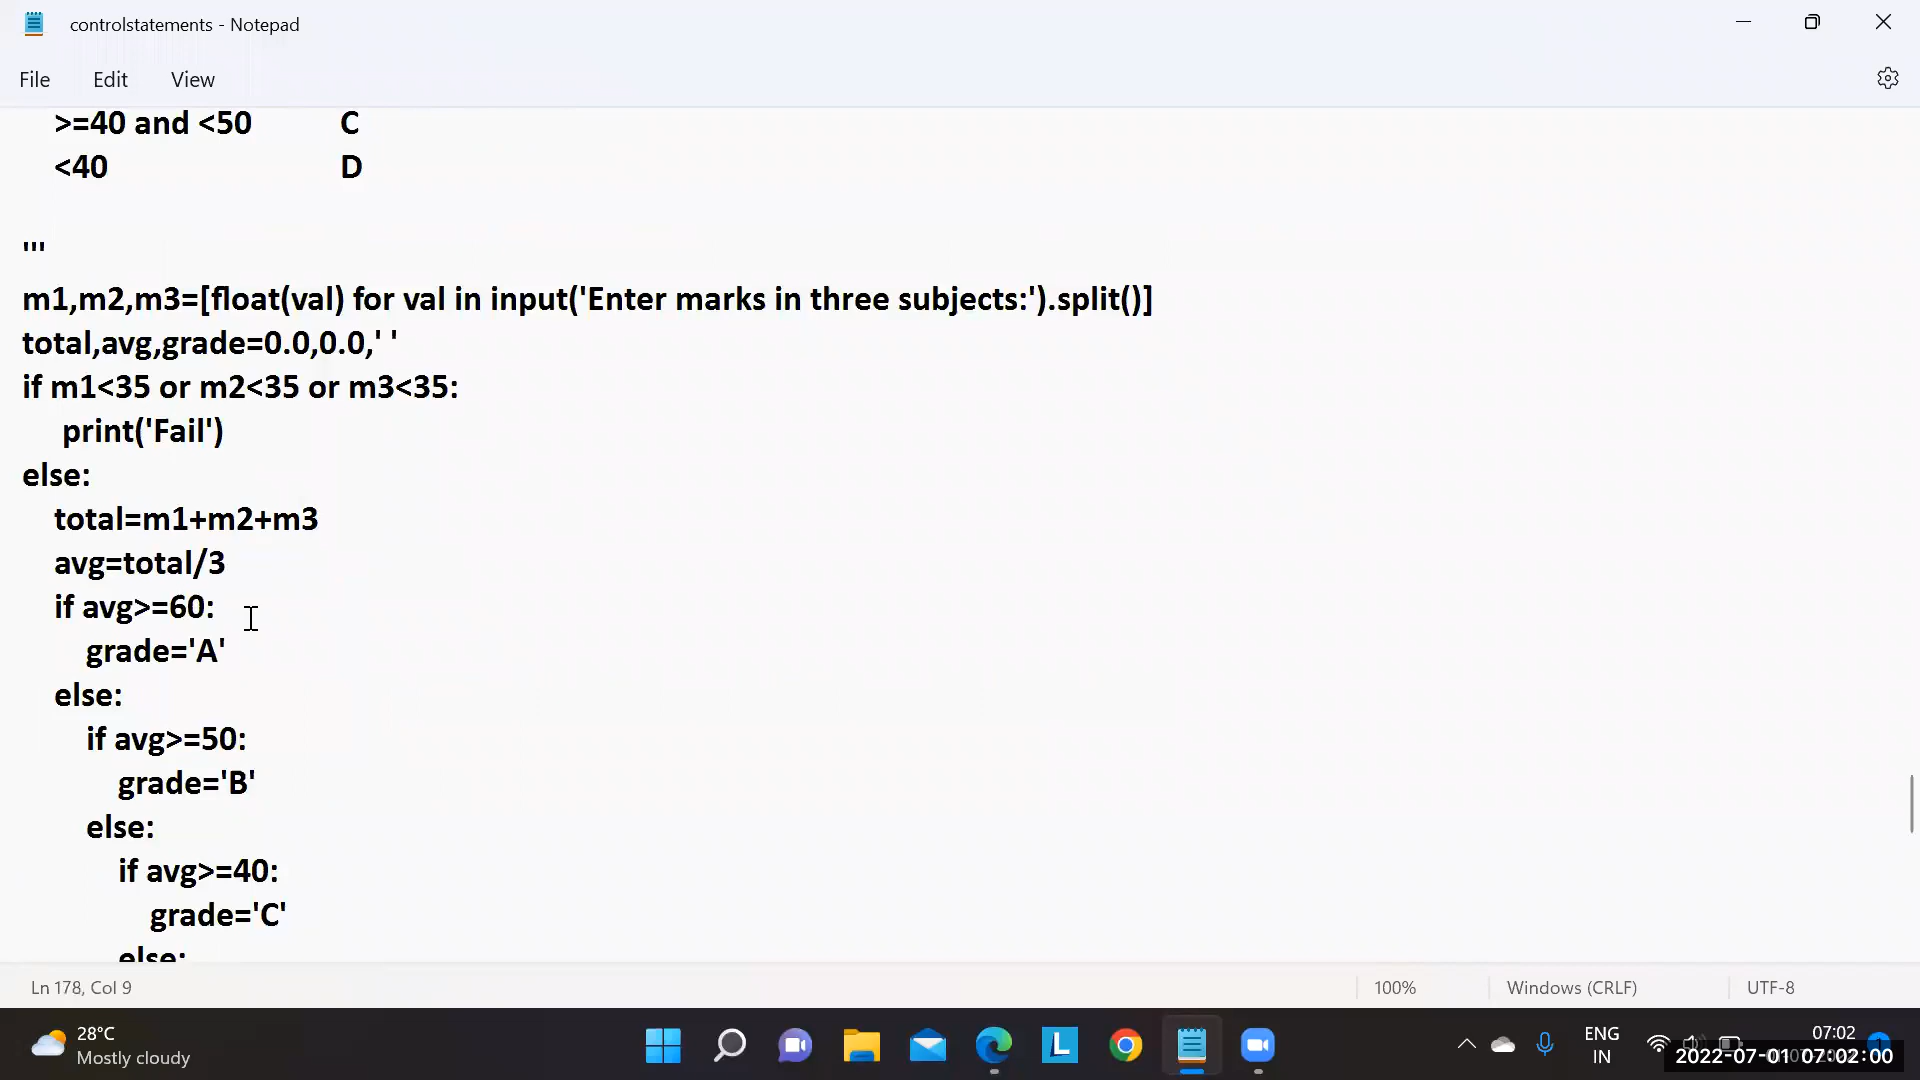 controlstatements - Notepad
File Edit View
>=40 and <50 C
<40 D
'''
m1,m2,m3=[float(val) for val in input('Enter marks in three subjects:').split()]
total,avg,grade=0.0,0.0,' '
if m1<35 or m2<35 or m3<35:
print('Fail')
else:
total=m1+m2+m3
avg=total/3
if avg>=60:
grade='A'
else:
if avg>=50:
grade='B'
else:
if avg>=40:
grade='C'
else:
Ln 178, Col 9 100% Windows (CRLF) UTF-8
28°C
Mostly cloudy
L
ENG
IN
07:02
2022-07-01 07:02:00